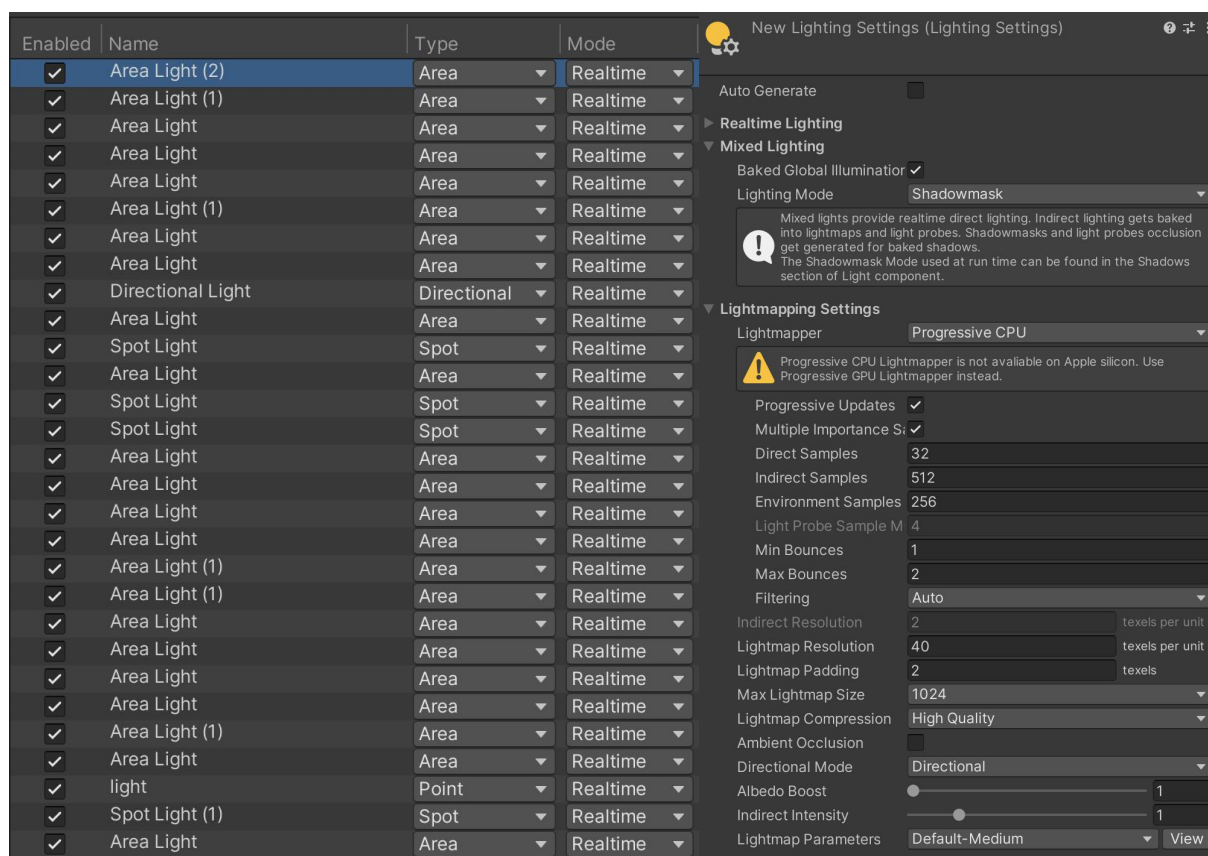 Enabled Name Type Mode
Area Light (2) Area Realtime
Area Light (1) Area Realtime
Area Light Area Realtime
Area Light Area Realtime
Area Light Area Realtime
Area Light (1) Area Realtime
Area Light Area Realtime
Area Light Area Realtime
Directional Light Directional Realtime
Area Light Area Realtime
Spot Light Spot Realtime
Area Light Area Realtime
Spot Light Spot Realtime
Spot Light Spot Realtime
Area Light Area Realtime
Area Light Area Realtime
Area Light Area Realtime
Area Light Area Realtime
Area Light (1) Area Realtime
Area Light (1) Area Realtime
Area Light Area Realtime
Area Light Area Realtime
Area Light Area Realtime
Area Light Area Realtime
Area Light (1) Area Realtime
Area Light Area Realtime
light Point Realtime
Spot Light (1) Spot Realtime
Area Light Area Realtime
New Lighting Settings (Lighting Settings)
Auto Generate
Realtime Lighting
Mixed Lighting
Baked Global Illumination
Lighting Mode Shadowmask
Mixed lights provide realtime direct lighting. Indirect lighting gets baked
into lightmaps and light probes. Shadowmasks and light probes occlusion
get generated for baked shadows.
The Shadowmask Mode used at run time can be found in the Shadows
section of Light component.
Lightmapping Settings
Lightmapper Progressive CPU
Progressive CPU Lightmapper is not avaliable on Apple silicon. Use
Progressive GPU Lightmapper instead.
Progressive Updates
Multiple Importance Sa
Direct Samples 32
Indirect Samples 512
Environment Samples 256
Light Probe Sample M 4
Min Bounces 1
Max Bounces 2
Filtering Auto
Indirect Resolution 2 texels per unit
Lightmap Resolution 40 texels per unit
Lightmap Padding 2 texels
Max Lightmap Size 1024
Lightmap Compression High Quality
Ambient Occlusion
Directional Mode Directional
Albedo Boost 1
Indirect Intensity 1
Lightmap Parameters Default-Medium View